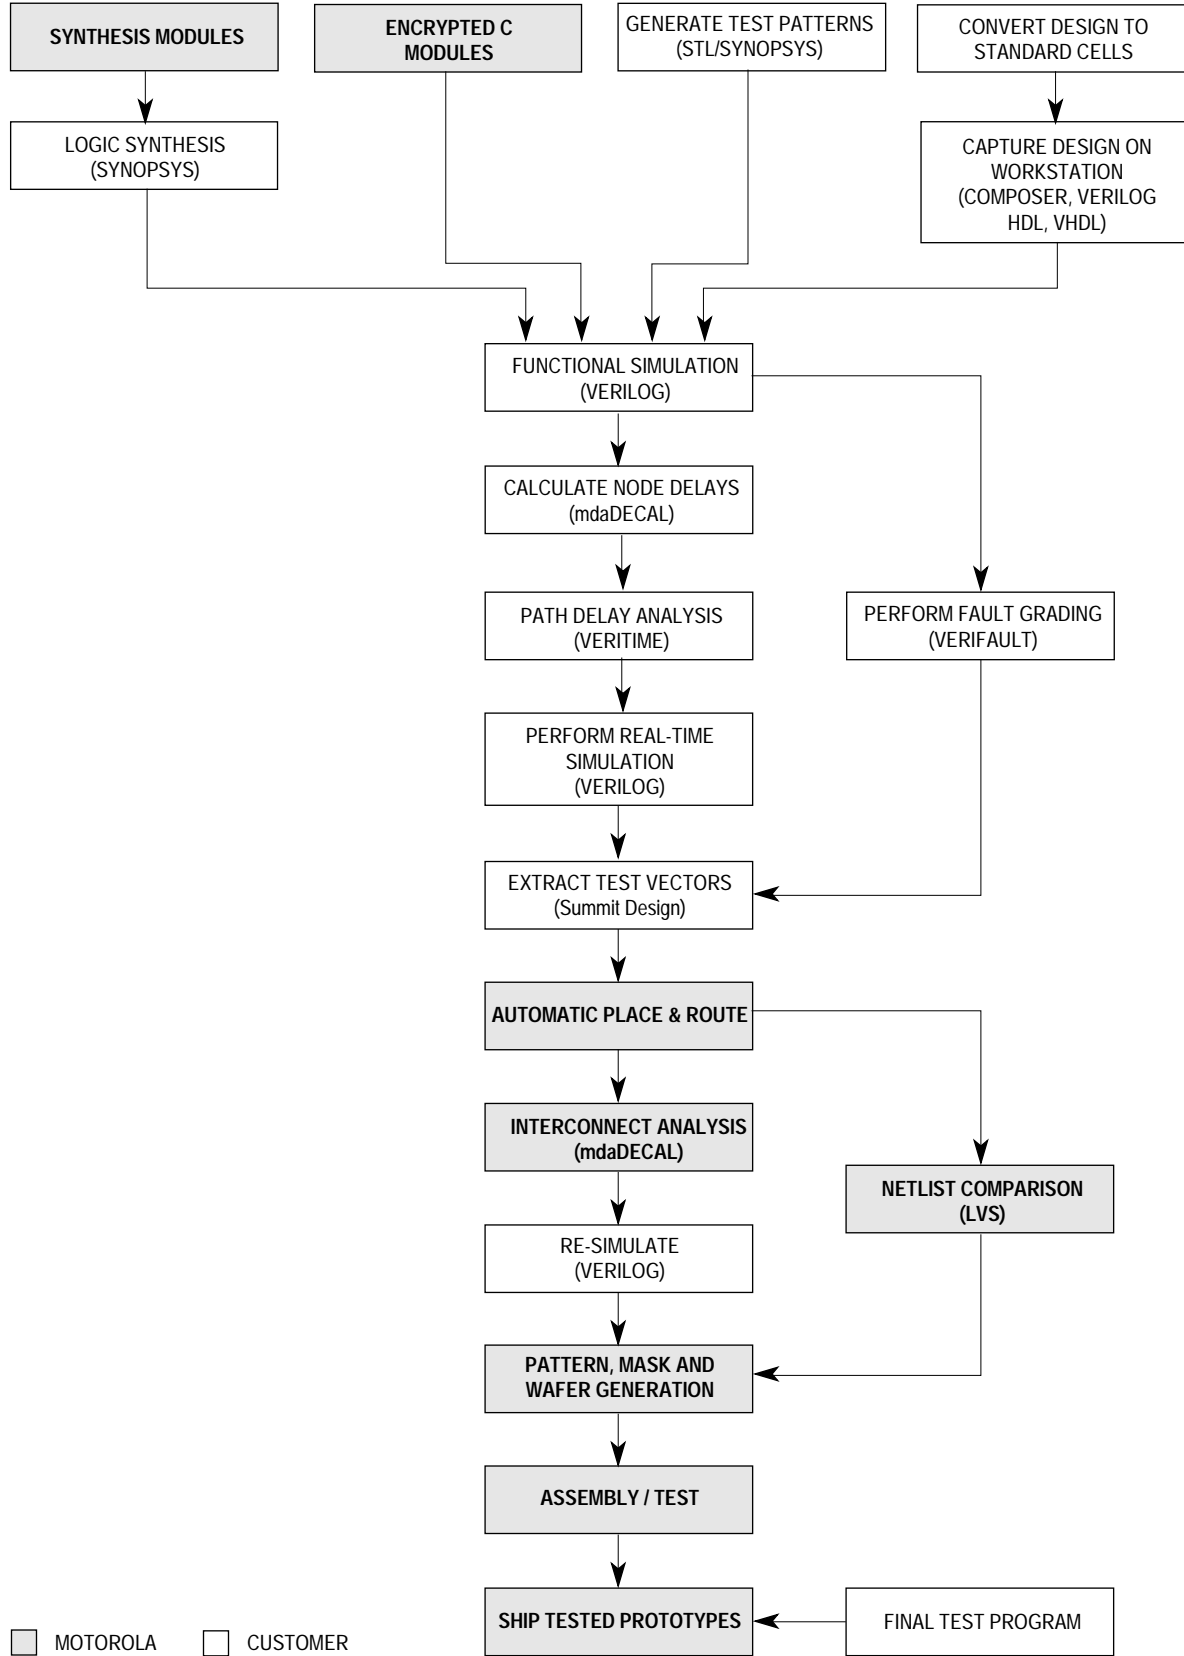 SYNTHESIS MODULES
ENCRYPTED C
MODULES
GENERATE TEST PATTERNS
(STL/SYNOPSYS)
CONVERT DESIGN TO
STANDARD CELLS
LOGIC SYNTHESIS
(SYNOPSYS)
CAPTURE DESIGN ON
WORKSTATION
(COMPOSER, VERILOG
HDL, VHDL)
FUNCTIONAL SIMULATION
(VERILOG)
CALCULATE NODE DELAYS
(mdaDECAL)
PATH DELAY ANALYSIS
(VERITIME)
PERFORM FAULT GRADING
(VERIFAULT)
PERFORM REAL-TIME
SIMULATION
(VERILOG)
EXTRACT TEST VECTORS
(Summit Design)
AUTOMATIC PLACE & ROUTE
INTERCONNECT ANALYSIS
(mdaDECAL)
NETLIST COMPARISON
(LVS)
RE-SIMULATE
(VERILOG)
PATTERN, MASK AND
WAFER GENERATION
ASSEMBLY / TEST
SHIP TESTED PROTOTYPES
FINAL TEST PROGRAM
MOTOROLA
CUSTOMER